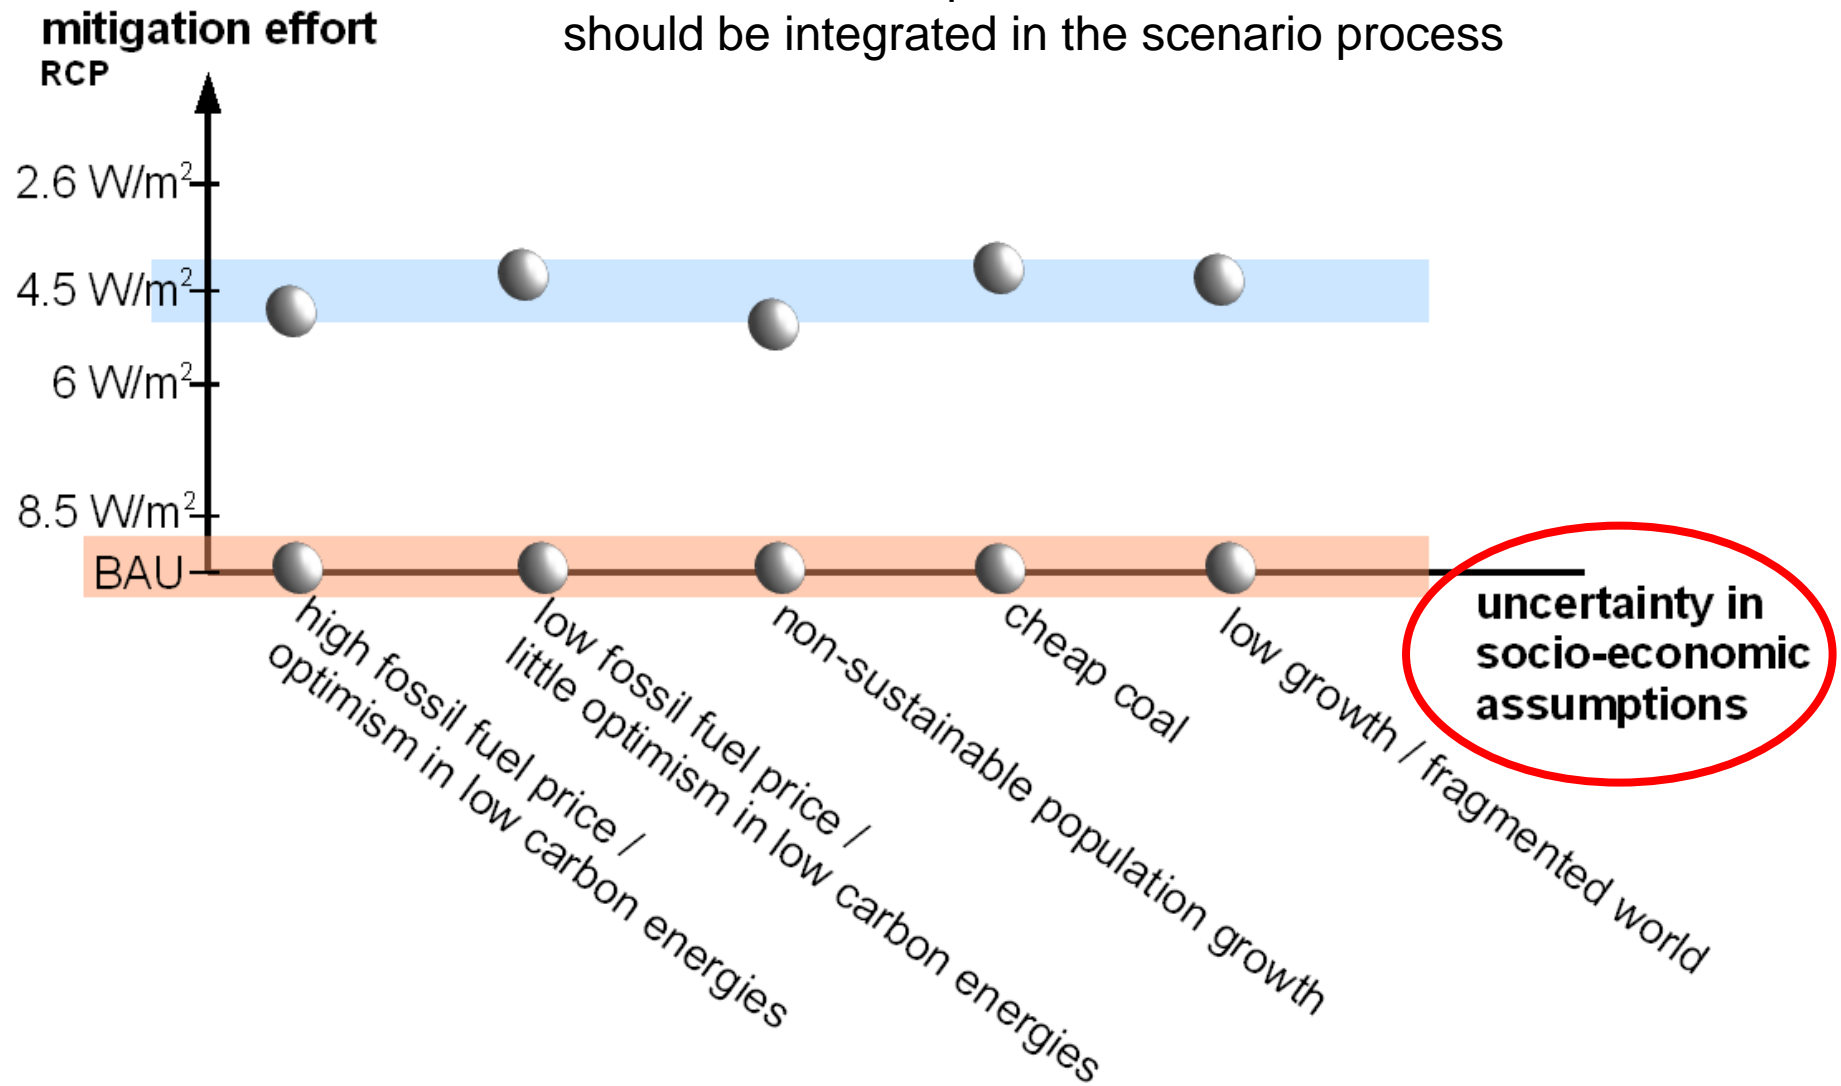 mitigation effort
RCP
should be integrated in the scenario process
2.6 W/m²
4.5 W/m²
6 W/m²
8.5 W/m²
BAU
high fossil fuel price /
optimism in low carbon energies
low fossil fuel price /
little optimism in low carbon energies
non-sustainable population growth
cheap coal
low growth / fragmented world
uncertainty in
socio-economic
assumptions